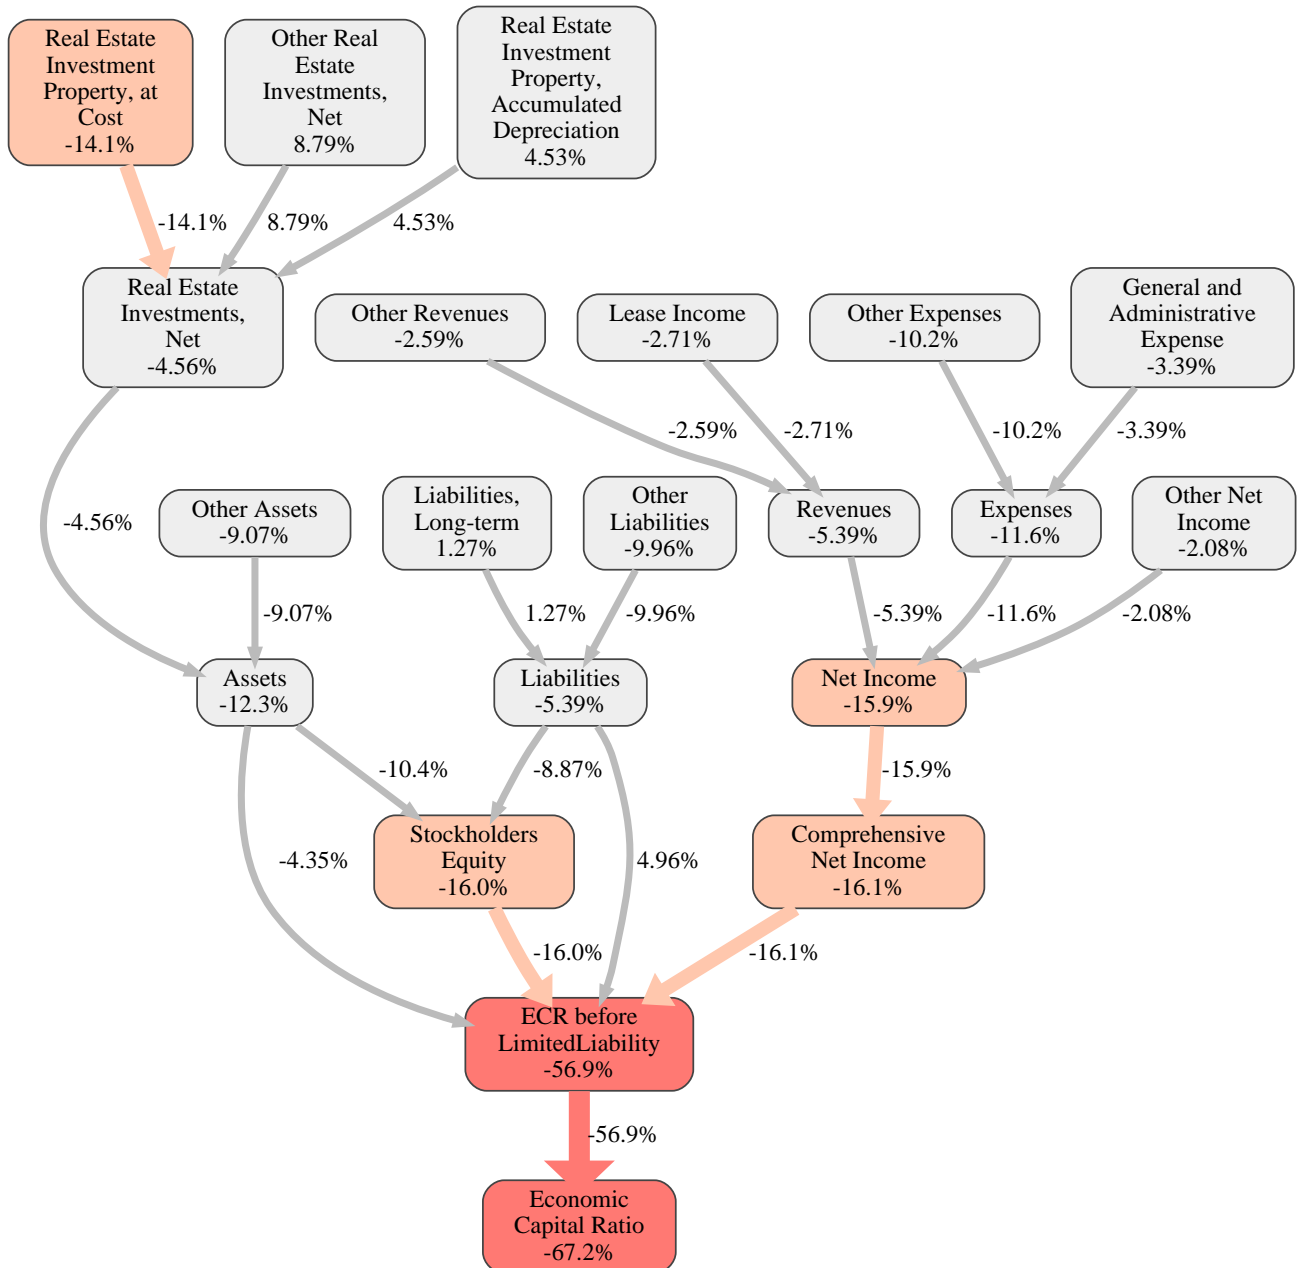 Real Estate
Investment
Property, at
Cost
-14.1%
Other Real
Estate
Investments,
Net
8.79%
Real Estate
Investment
Property,
Accumulated
Depreciation
4.53%
-14.1%
8.79%
4.53%
Real Estate
Investments,
Net
-4.56%
Other Revenues
-2.59%
Lease Income
-2.71%
Other Expenses
-10.2%
General and
Administrative
Expense
-3.39%
-2.59%
-2.71%
-10.2%
-3.39%
-4.56%
Other Assets
-9.07%
Liabilities,
Long-term
1.27%
Other
Liabilities
-9.96%
Revenues
-5.39%
Expenses
-11.6%
Other Net
Income
-2.08%
-9.07%
1.27%
-9.96%
-5.39%
-11.6%
-2.08%
Assets
-12.3%
Liabilities
-5.39%
Net Income
-15.9%
-10.4%
-8.87%
-15.9%
-4.35%
Stockholders
Equity
-16.0%
4.96%
Comprehensive
Net Income
-16.1%
-16.0%
-16.1%
ECR before
LimitedLiability
-56.9%
-56.9%
Economic
Capital Ratio
-67.2%